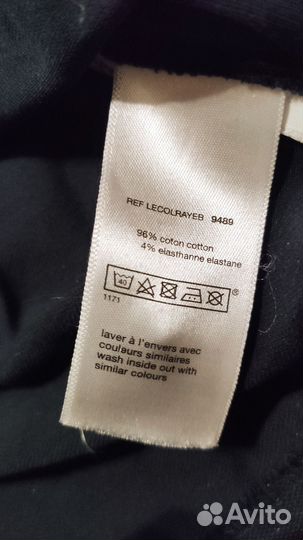 REF LECOLRAYEB 9489
96% coton cotton
4% elasthanne elastane
40
®
1171
laver à l'envers avec
couleurs similaires
wash inside out with
similar colours
Avito